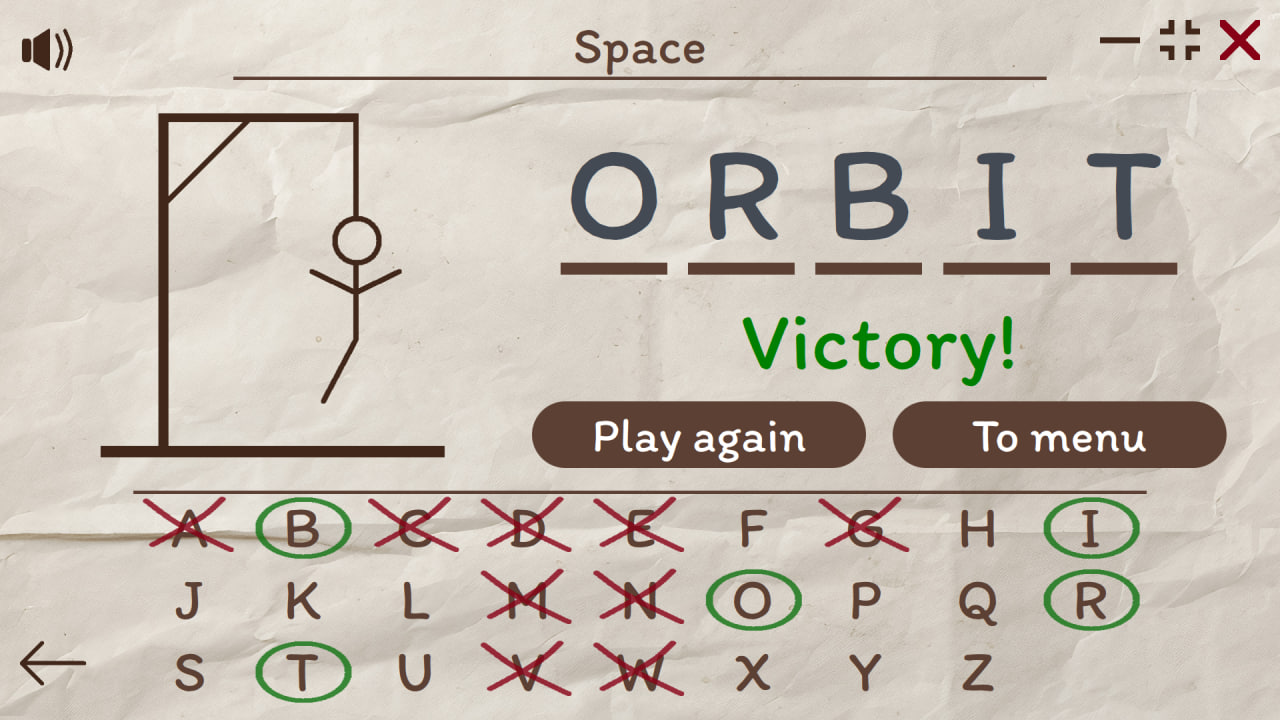 Space
ORBIT
Victory!
Play again
To menu
A B C D E F G H I
J K L M N O P Q R
S T U V W X Y Z